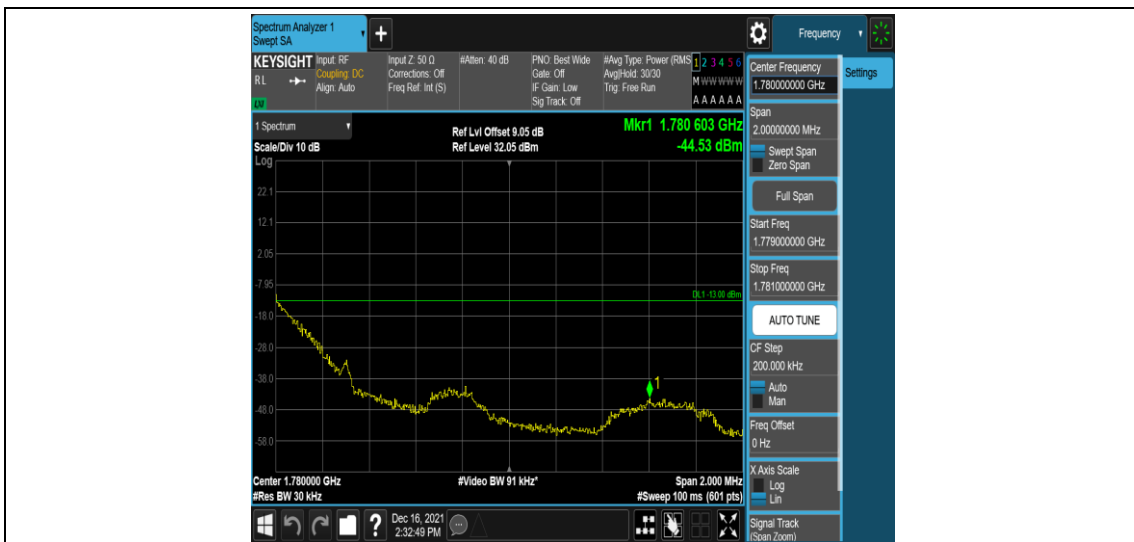 Spectrum Analyzer 1
Swept SA
+
Frequency
KEYSIGHT
RL
Input: RF
Coupling: DC
Align: Auto
Input Z: 50 Ω
Corrections: Off
Freq Ref: Int (S)
#Atten: 40 dB
PNO: Best Wide
Gate: Off
IF Gain: Low
Sig Track: Off
#Avg Type: Power (RMS
Avg|Hold: 30/30
Trig: Free Run
1 2 3 4 5 6
M W W W W W
A A A A A A
1 Spectrum
Scale/Div 10 dB
Log
Ref Lvl Offset 9.05 dB
Ref Level 32.05 dBm
Mkr1 1.780 603 GHz
-44.53 dBm
22.1
12.1
2.05
-7.95
DL1 -13.00 dBm
-18.0
-28.0
-38.0
1
-48.0
-58.0
Center 1.780000 GHz
#Res BW 30 kHz
#Video BW 91 kHz*
Span 2.000 MHz
#Sweep 100 ms (601 pts)
Dec 16, 2021
2:32:49 PM
?
Center Frequency
1.780000000 GHz
Settings
Span
2.00000000 MHz
Swept Span
Zero Span
Full Span
Start Freq
1.779000000 GHz
Stop Freq
1.781000000 GHz
AUTO TUNE
CF Step
200.000 kHz
Auto
Man
Freq Offset
0 Hz
X Axis Scale
Log
Lin
Signal Track
(Span Zoom)